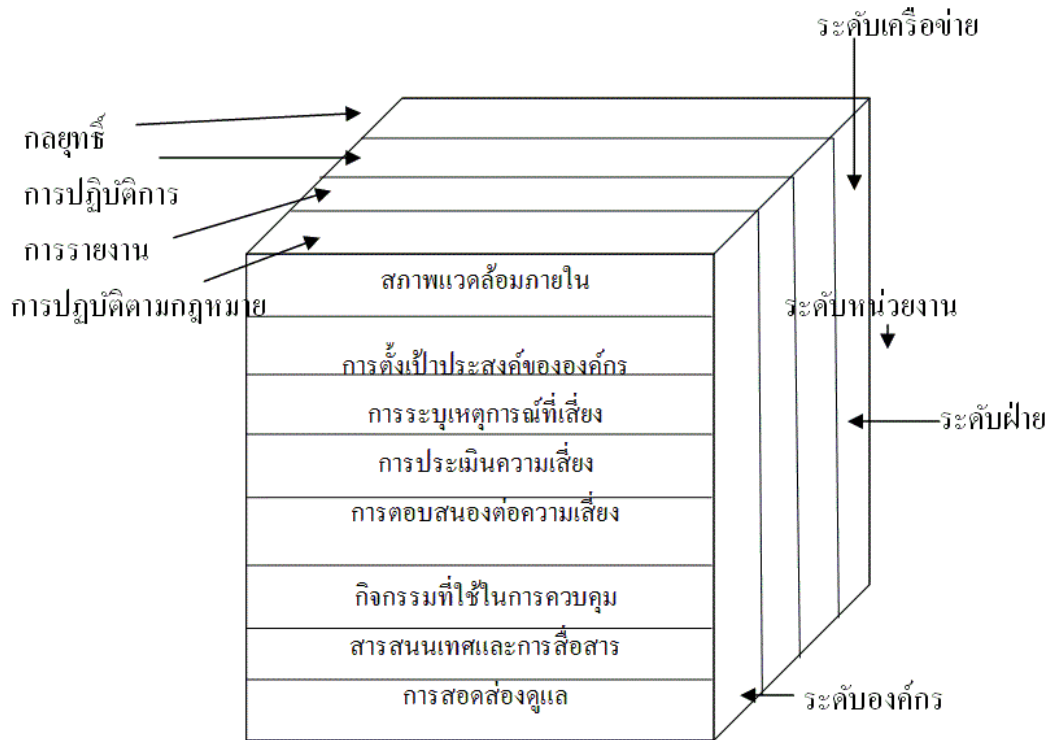 ระดับเครือข่าย
กลยุทธ์
การปฏิบัติการ
การรายงาน
การปฏบัติตามกฎหมาย
สภาพแวดล้อมภายใน
การตั้งเป้าประสงค์ขององค์กร
การระบุเหตุการณ์ที่เสี่ยง
การประเมินความเสี่ยง
การตอบสนองต่อความเสี่ยง
กิจกรรมที่ใช้ในการควบคุม
สารสนนเทศและการสื่อสาร
การสอดส่องดูแล
ระดับหน่วยงาน
ระดับฝ่าย
ระดับองค์กร